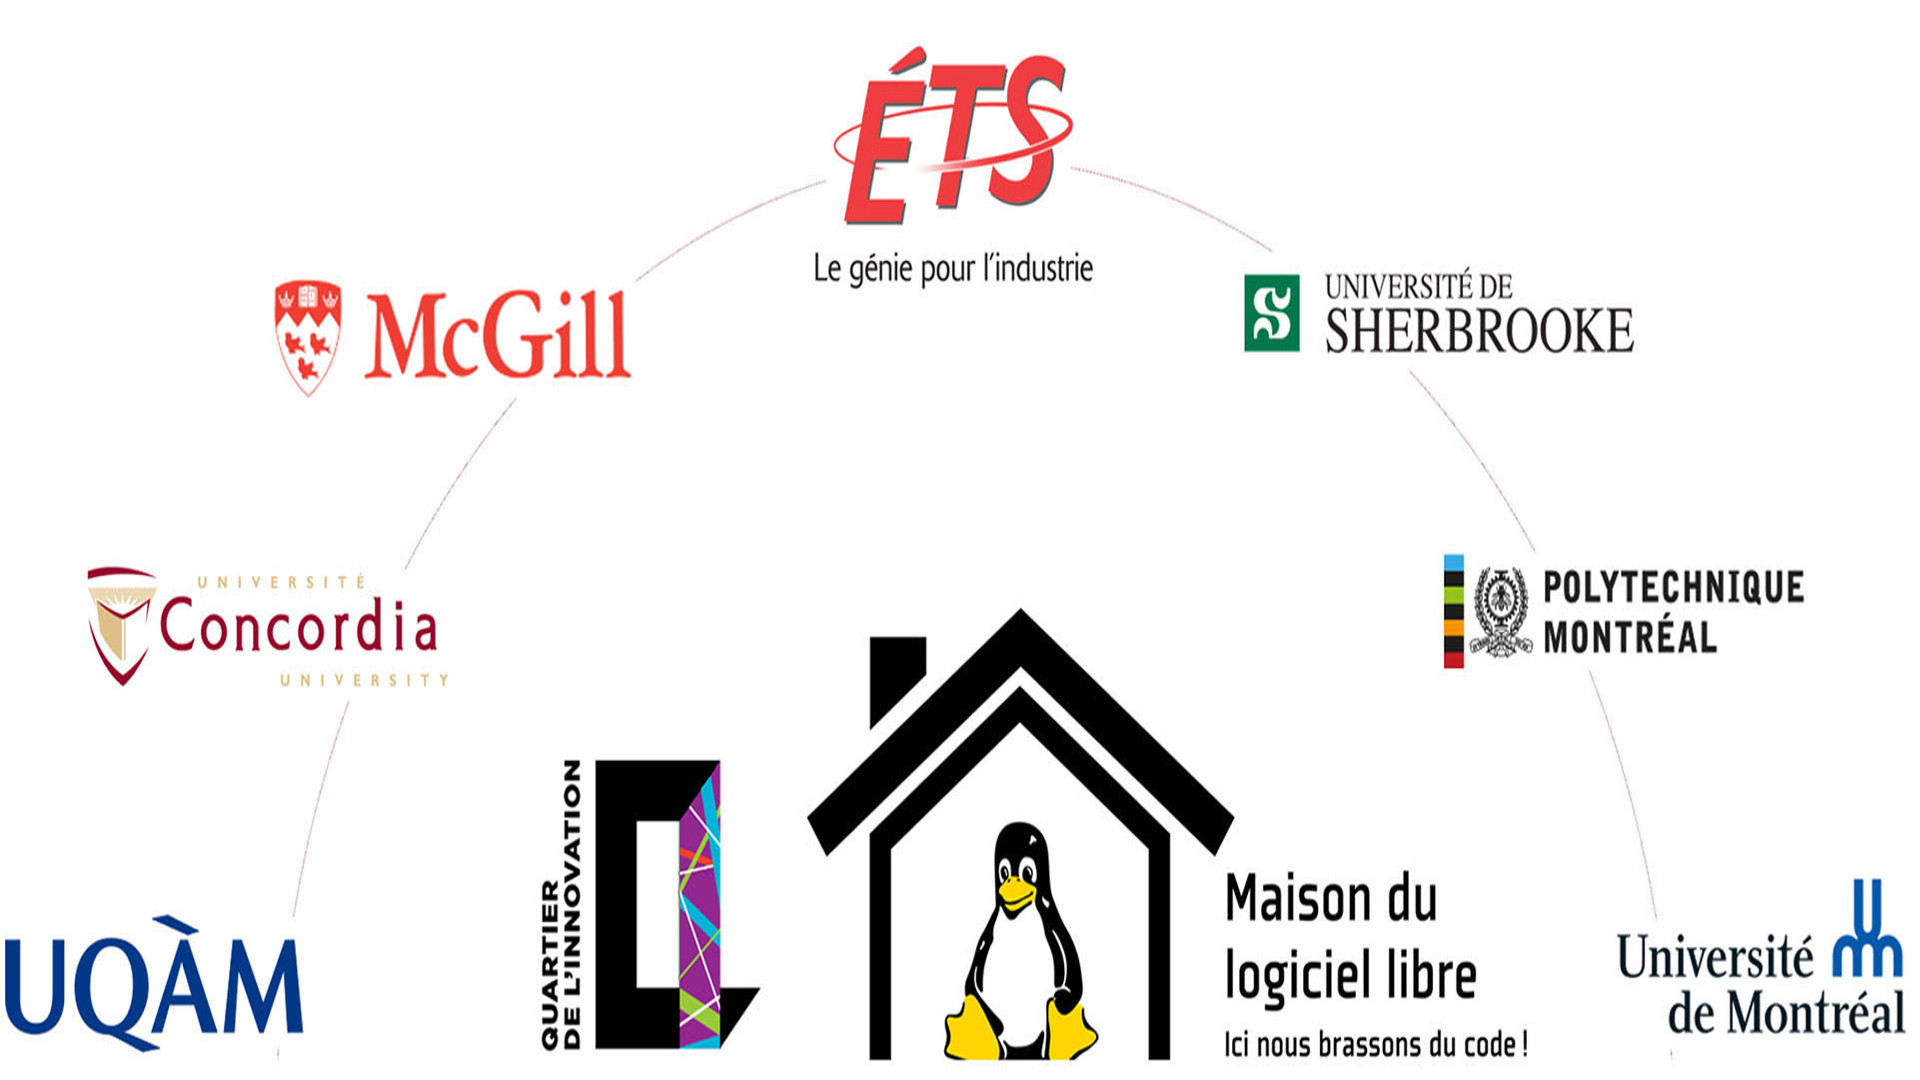 ÉTS
Le génie pour l'industrie
McGill
UNIVERSITÉ DE
SHERBROOKE
UNIVERSITÉ
Concordia
UNIVERSITY
POLYTECHNIQUE
MONTRÉAL
QUARTIER
DE L'INNOVATION
Maison du
logiciel libre
Ici nous brassons du code !
UQÀM
Université
de Montréal